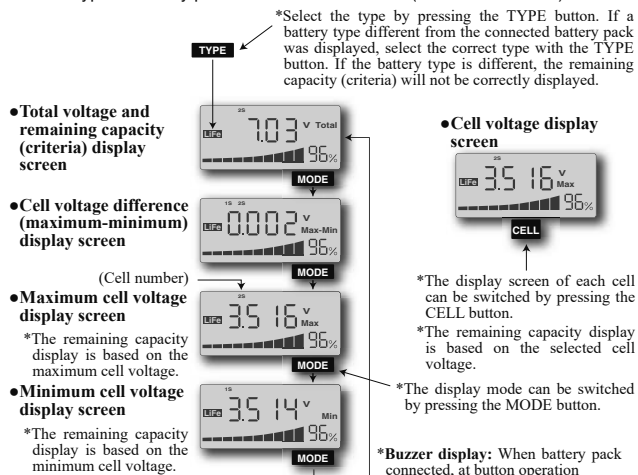 *Select the type by pressing the TYPE button. If a
battery type different from the connected battery pack
was displayed, select the correct type with the TYPE
button. If the battery type is different, the remaining
capacity (criteria) will not be correctly displayed.
TYPE
●Total voltage and
remaining capacity
(criteria) display
screen
2S
LiFe 7.03 V Total
96%
MODE
●Cell voltage difference
(maximum-minimum)
display screen
1S 2S
LiFe 0.002 V
Max-Min
96%
MODE
(Cell number)
●Maximum cell voltage
display screen
*The remaining capacity
display is based on the
maximum cell voltage.
2S
LiFe 3.516 V
Max
96%
MODE
●Minimum cell voltage
display screen
*The remaining capacity
display is based on the
minimum cell voltage.
1S
LiFe 3.514 V
Min
96%
MODE
●Cell voltage display
screen
2S
LiFe 3.516 V
Max
96%
CELL
*The display screen of each cell
can be switched by pressing the
CELL button.
*The remaining capacity display
is based on the selected cell
voltage.
*The display mode can be switched
by pressing the MODE button.
*Buzzer display: When battery pack
connected, at button operation